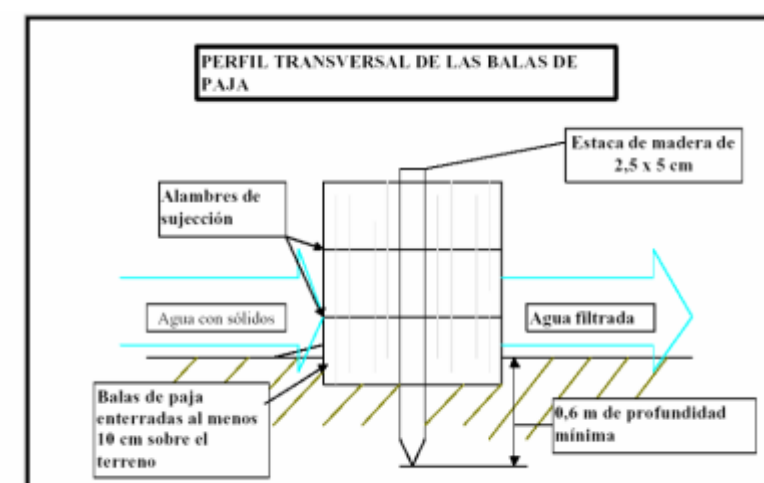 PERFIL TRANSVERSAL DE LAS BALAS DE
PAJA
Estaca de madera de
2,5 x 5 cm
Alambres de
sujección
Agua con sólidos
Agua filtrada
Balas de paja
enterradas al menos
10 cm sobre el
terreno
0,6 m de profundidad
mínima